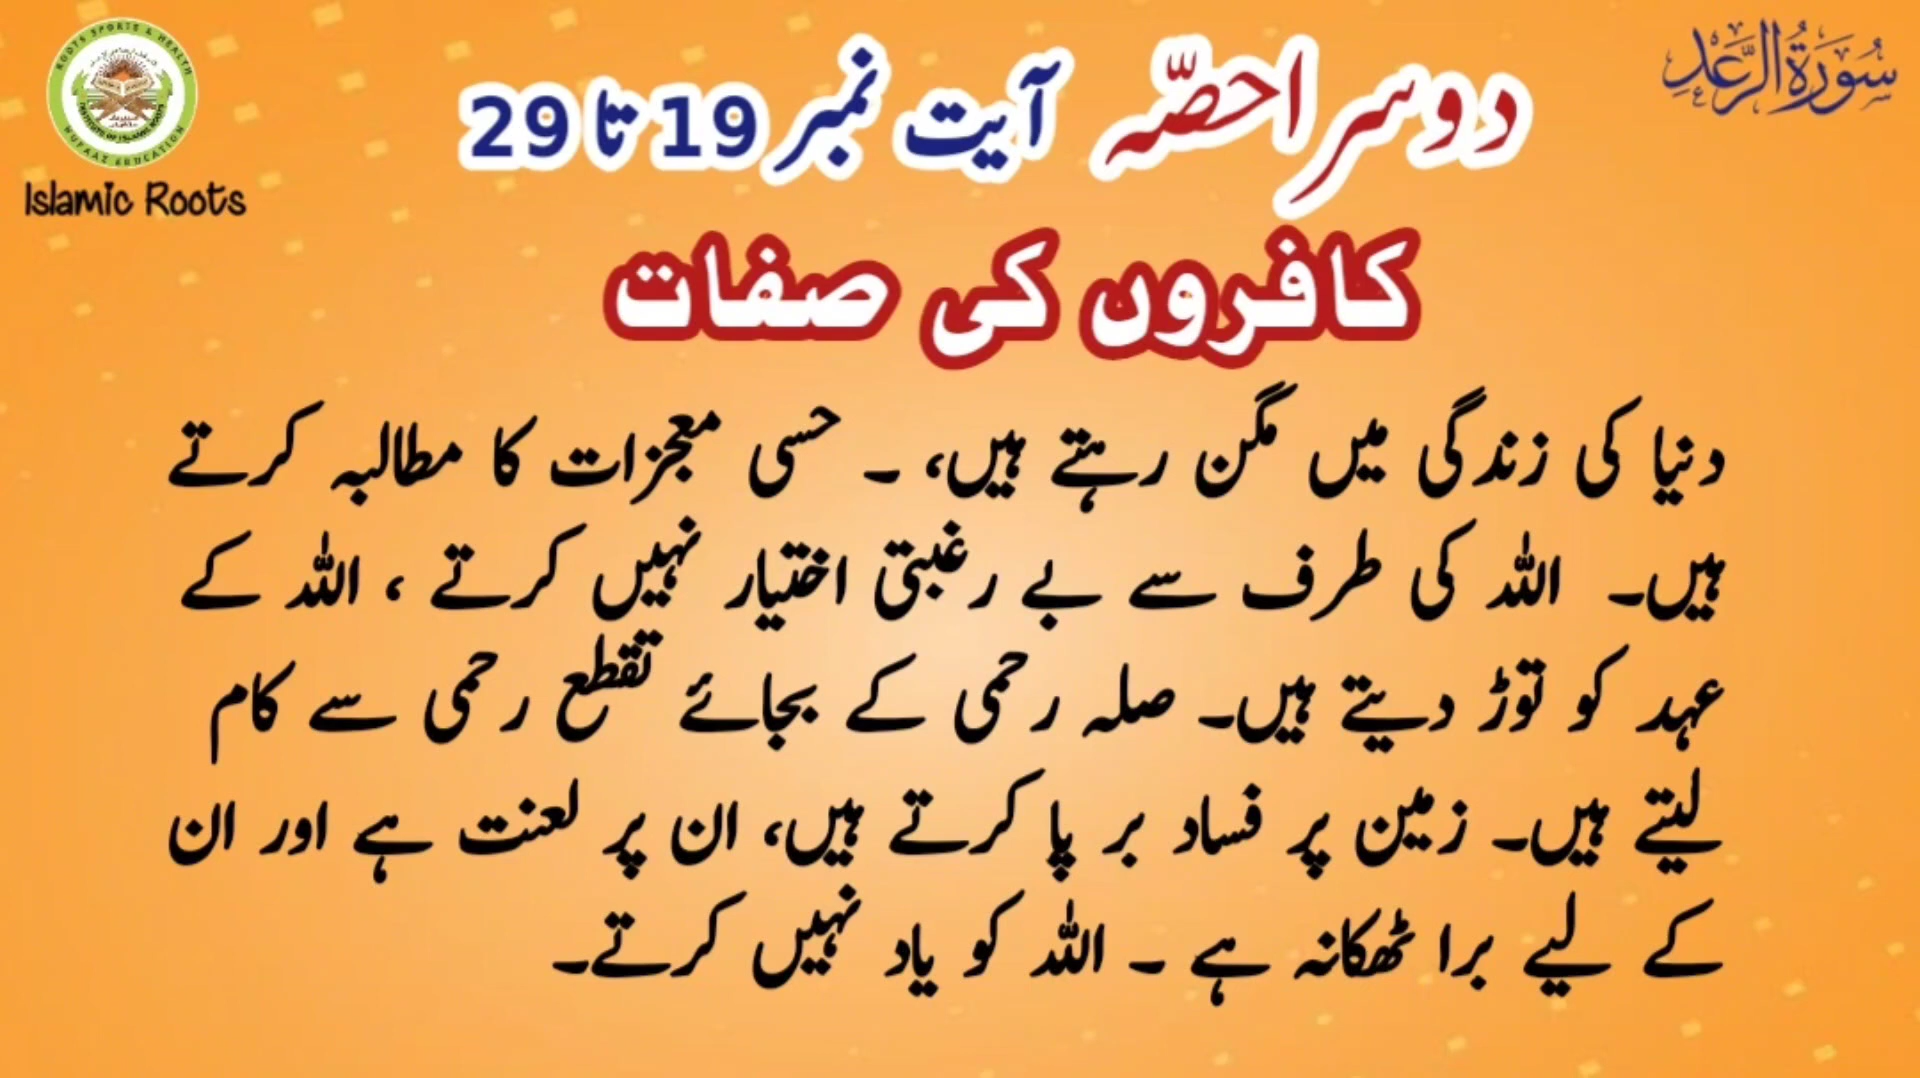 سُوْرَةُ الرَّعْدِ
دوسرا حصّہ آیت نمبر 19 تا 29
Islamic Roots
کافروں کی صفات
دنیا کی زندگی میں مگن رہتے ہیں، ۔ حسی معجزات کا مطالبہ کرتے
ہیں۔ اللہ کی طرف سے بے رغبتی اختیار نہیں کرتے ، اللہ کے
عہد کو توڑ دیتے ہیں۔ صلہ رحمی کے بجائے تقطع رحمی سے کام
لیتے ہیں۔ زمین پر فساد بر پا کرتے ہیں، ان پر لعنت ہے اور ان
کے لیے برا ٹھکانہ ہے ۔ اللہ کو یاد نہیں کرتے۔